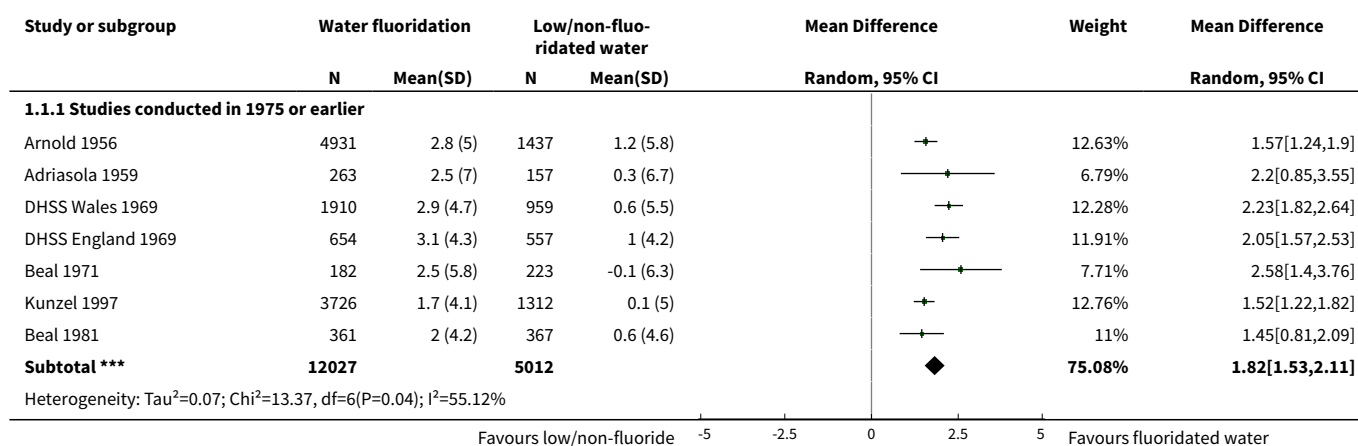 Study or subgroup Water fluoridation Low/non-fluo- Mean Difference Weight Mean Difference
ridated water
N Mean(SD) N Mean(SD) Random, 95% CI Random, 95% CI
1.1.1 Studies conducted in 1975 or earlier
Arnold 1956 4931 2.8 (5) 1437 1.2 (5.8) 12.63% 1.57[1.24,1.9]
Adriasola 1959 263 2.5 (7) 157 0.3 (6.7) 6.79% 2.2[0.85,3.55]
DHSS Wales 1969 1910 2.9 (4.7) 959 0.6 (5.5) 12.28% 2.23[1.82,2.64]
DHSS England 1969 654 3.1 (4.3) 557 1 (4.2) 11.91% 2.05[1.57,2.53]
Beal 1971 182 2.5 (5.8) 223 -0.1 (6.3) 7.71% 2.58[1.4,3.76]
Kunzel 1997 3726 1.7 (4.1) 1312 0.1 (5) 12.76% 1.52[1.22,1.82]
Beal 1981 361 2 (4.2) 367 0.6 (4.6) 11% 1.45[0.81,2.09]
Subtotal *** 12027 5012 75.08% 1.82[1.53,2.11]
Heterogeneity: Tau²=0.07; Chi²=13.37, df=6(P=0.04); I²=55.12%
Favours low/non-fluoride -5 -2.5 0 2.5 5 Favours fluoridated water